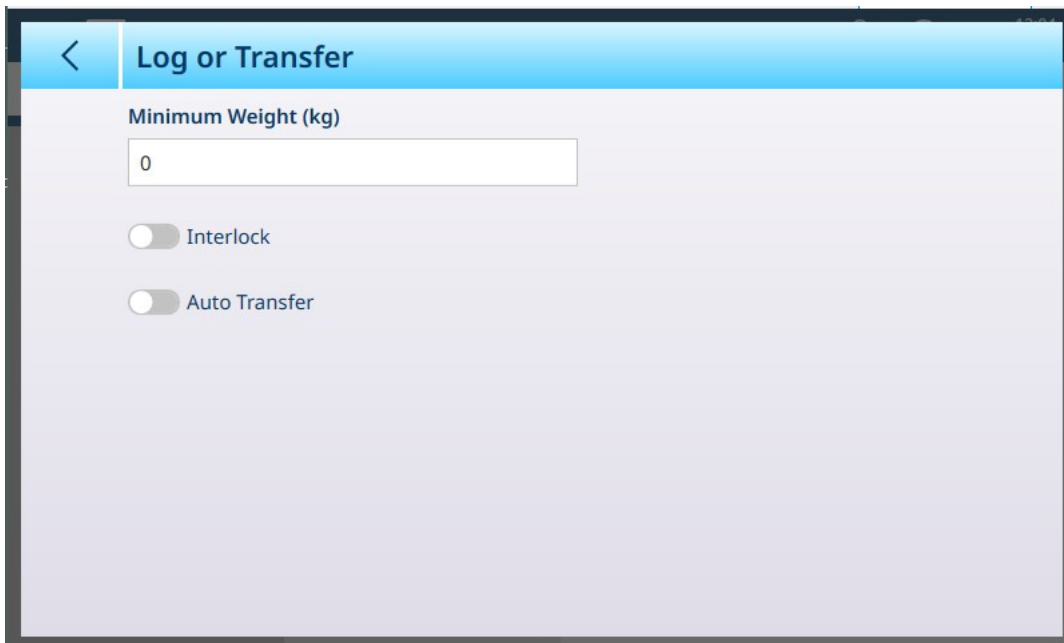 Log or Transfer
Minimum Weight (kg)
0
Interlock
Auto Transfer